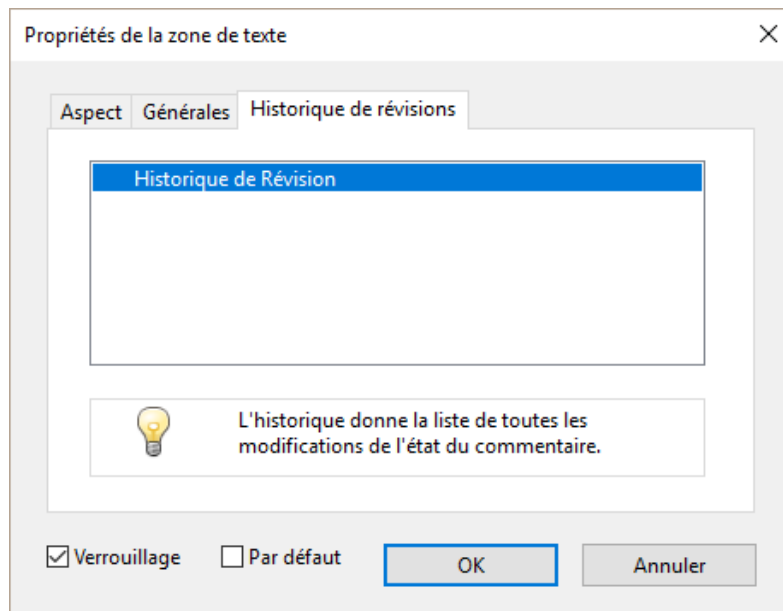 Propriétés de la zone de texte
Aspect Générales Historique de révisions
Historique de Révision
L'historique donne la liste de toutes les
modifications de l'état du commentaire.
Verrouillage Par défaut OK Annuler